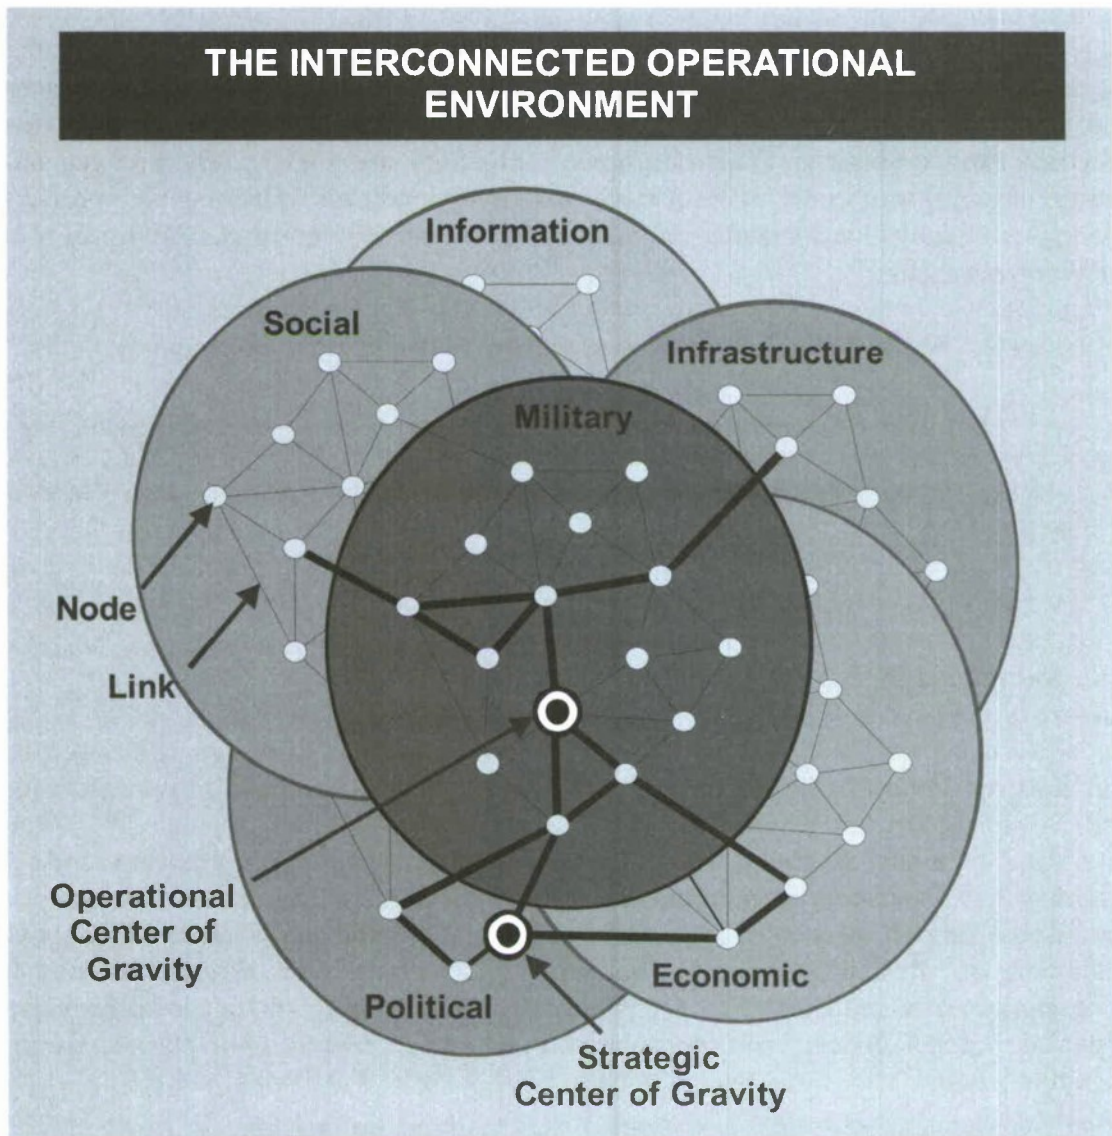 THE INTERCONNECTED OPERATIONAL
ENVIRONMENT
Information
Social
Infrastructure
Military
Node
Link
Operational
Center of
Gravity
Economic
Political
Strategic
Center of Gravity